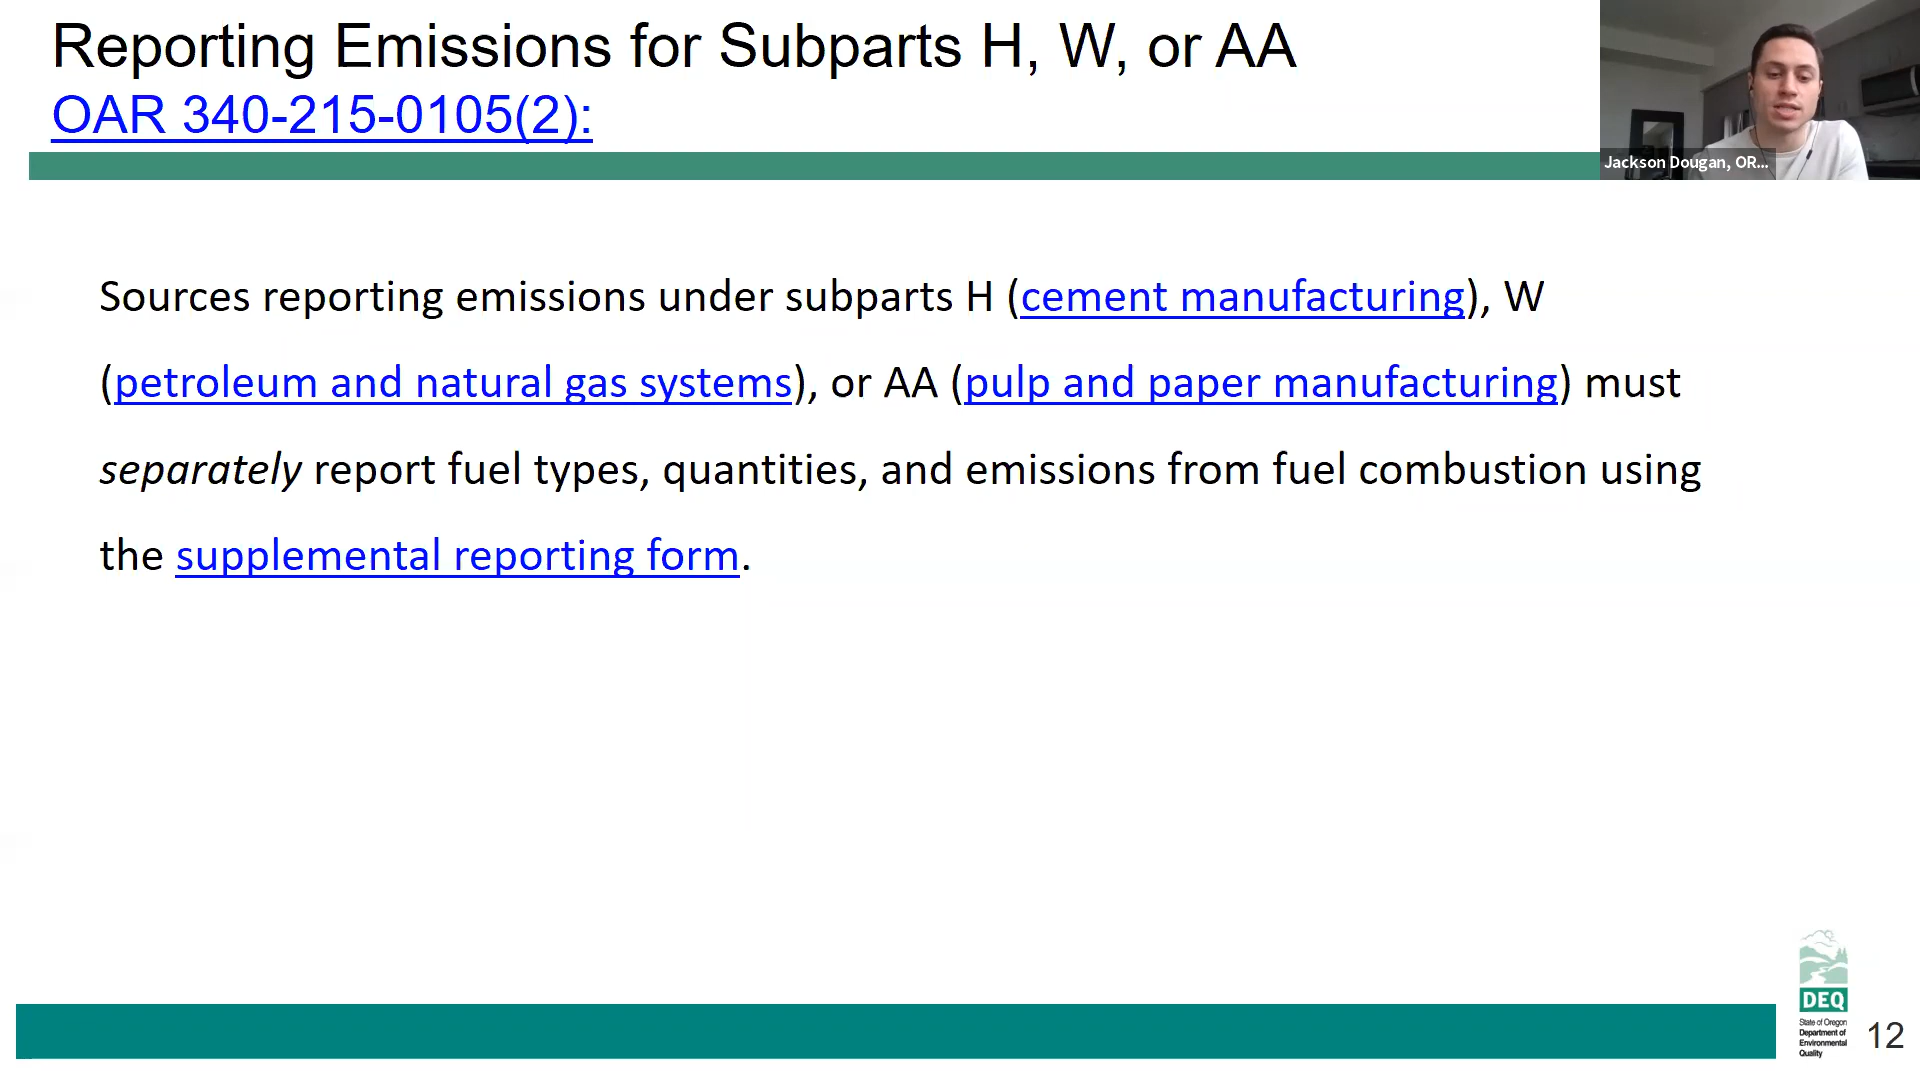 Reporting Emissions for Subparts H, W, or AA
OAR 340-215-0105(2):
Jackson Dougan, OR...
Sources reporting emissions under subparts H (cement manufacturing), W
(petroleum and natural gas systems), or AA (pulp and paper manufacturing) must
separately report fuel types, quantities, and emissions from fuel combustion using
the supplemental reporting form.
DEQ
State of Oregon
Department of
Environmental
Quality
12